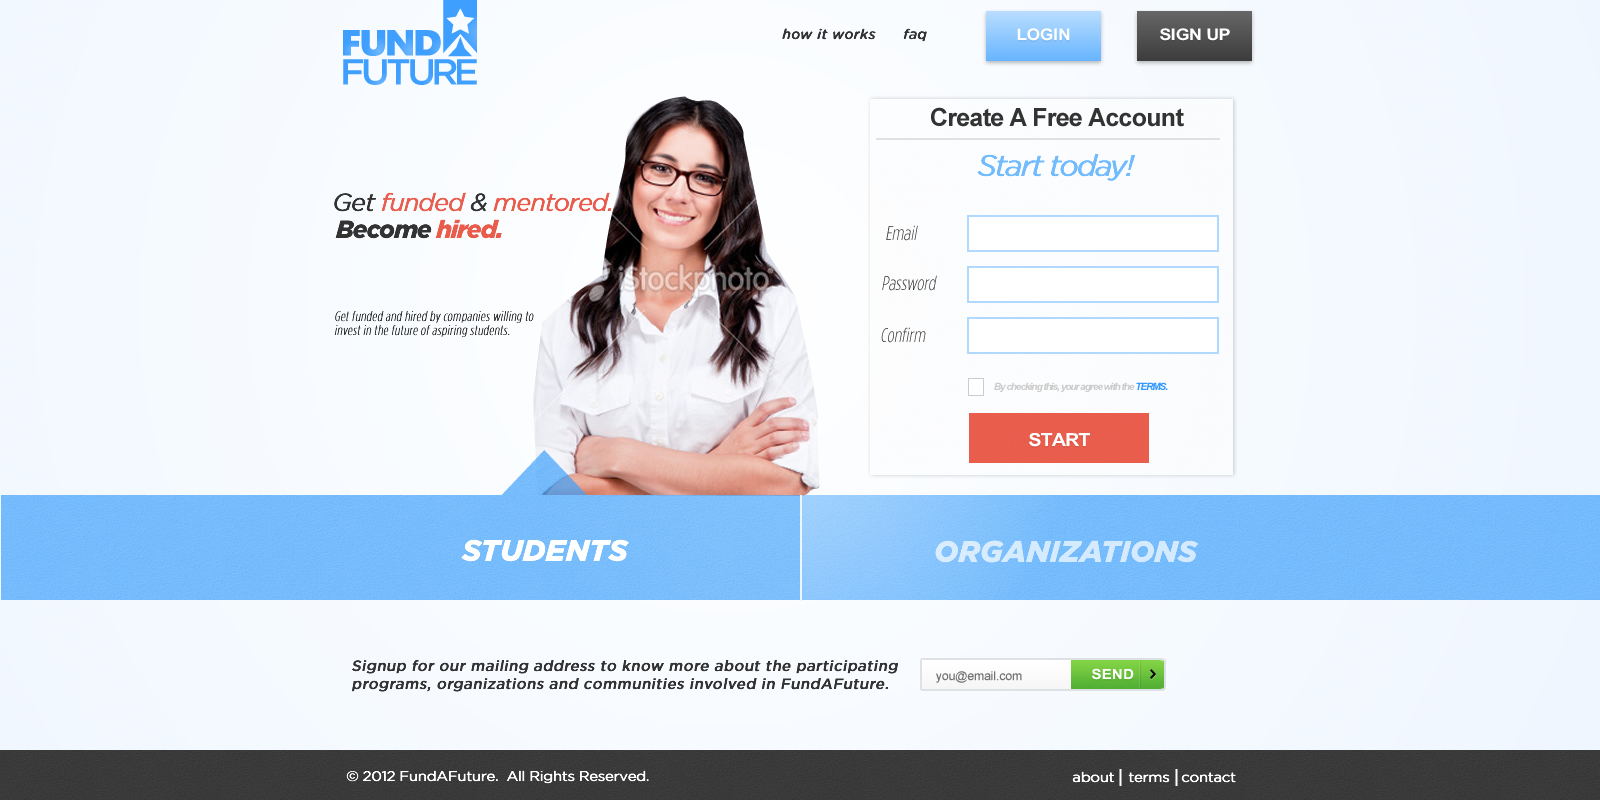 FUND A
FUTURE
how it works
faq
LOGIN
SIGN UP
Create A Free Account
Start today!
Get funded & mentored.
Become hired.
iStockphoto
Email
Password
Get funded and hired by companies willing to
invest in the future of aspiring students.
Confirm
By checking this, your agree with the TERMS.
START
STUDENTS
ORGANIZATIONS
Signup for our mailing address to know more about the participating
programs, organizations and communities involved in FundAFuture.
you@email.com
SEND
© 2012 FundAFuture. All Rights Reserved.
about | terms | contact